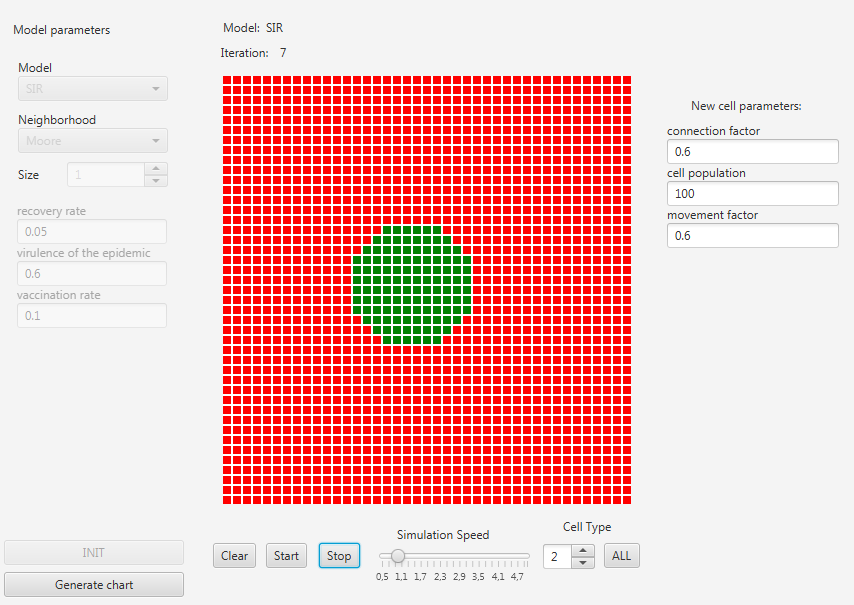 Model parameters
Model
SIR
Neighborhood
Moore
Size 1
recovery rate
0.05
virulence of the epidemic
0.6
vaccination rate
0.1
INIT
Generate chart
Model: SIR
Iteration: 7
Clear Start Stop
Simulation Speed
0,5 1,1 1,7 2,3 2,9 3,5 4,1 4,7
Cell Type
2 ALL
New cell parameters:
connection factor
0.6
cell population
100
movement factor
0.6